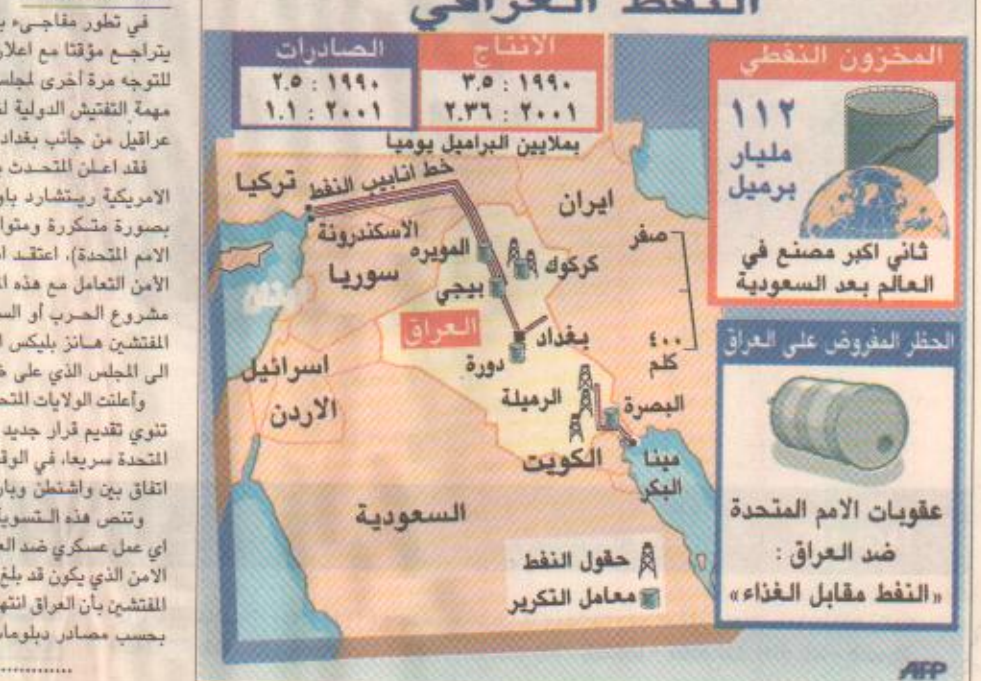 النفط العراقي
المخزون النفطي
١١٢
مليار
برميل
ثاني اكبر مصنع في
العالم بعد السعودية
الانتاج
١٩٩٠ : ٣.٥
٢٠٠١ : ٢.٣٦
الصادرات
١٩٩٠ : ٢.٥
٢٠٠١ : ١.١
بملايين البراميل يوميا
خط انابيب النفط
تركيا
ايران
الاسكندرونة
سوريا
المويره
كركوك
بيجي
صفر
٤٠٠
كلم
العراق
بغداد
دورة
اسرائيل
الاردن
الرميلة
البصرة
الكويت
مينا
البكر
السعودية
حقول النفط
معامل التكرير
الحظر المفروض على العراق
عقوبات الامم المتحدة
ضد العراق :
«النفط مقابل الغذاء»
AFP
في تطور مفاجىء
يتراجع مؤقتا مع
للتوجه مرة أخرى لمجلس
مهمة التفتيش الدولية
عراقيل من جانب بغداد
فقد اعلن المتحدث
الامريكية ريتشارد
بصورة متكررة
الامم المتحدة)، اعتقد
الأمن التعامل مع هذه
مشروع الحرب أو
المفتشين هانز بليكس
الى المجلس الذي على
وأعلنت الولايات
تنوي تقديم قرار جديد
المتحدة سريعا، في
اتفاق بين واشنطن
وتنص هذه
اي عمل عسكري ضد
الامن الذي يكون قد بلغ
المفتشين بأن العراق
بحسب مصادر